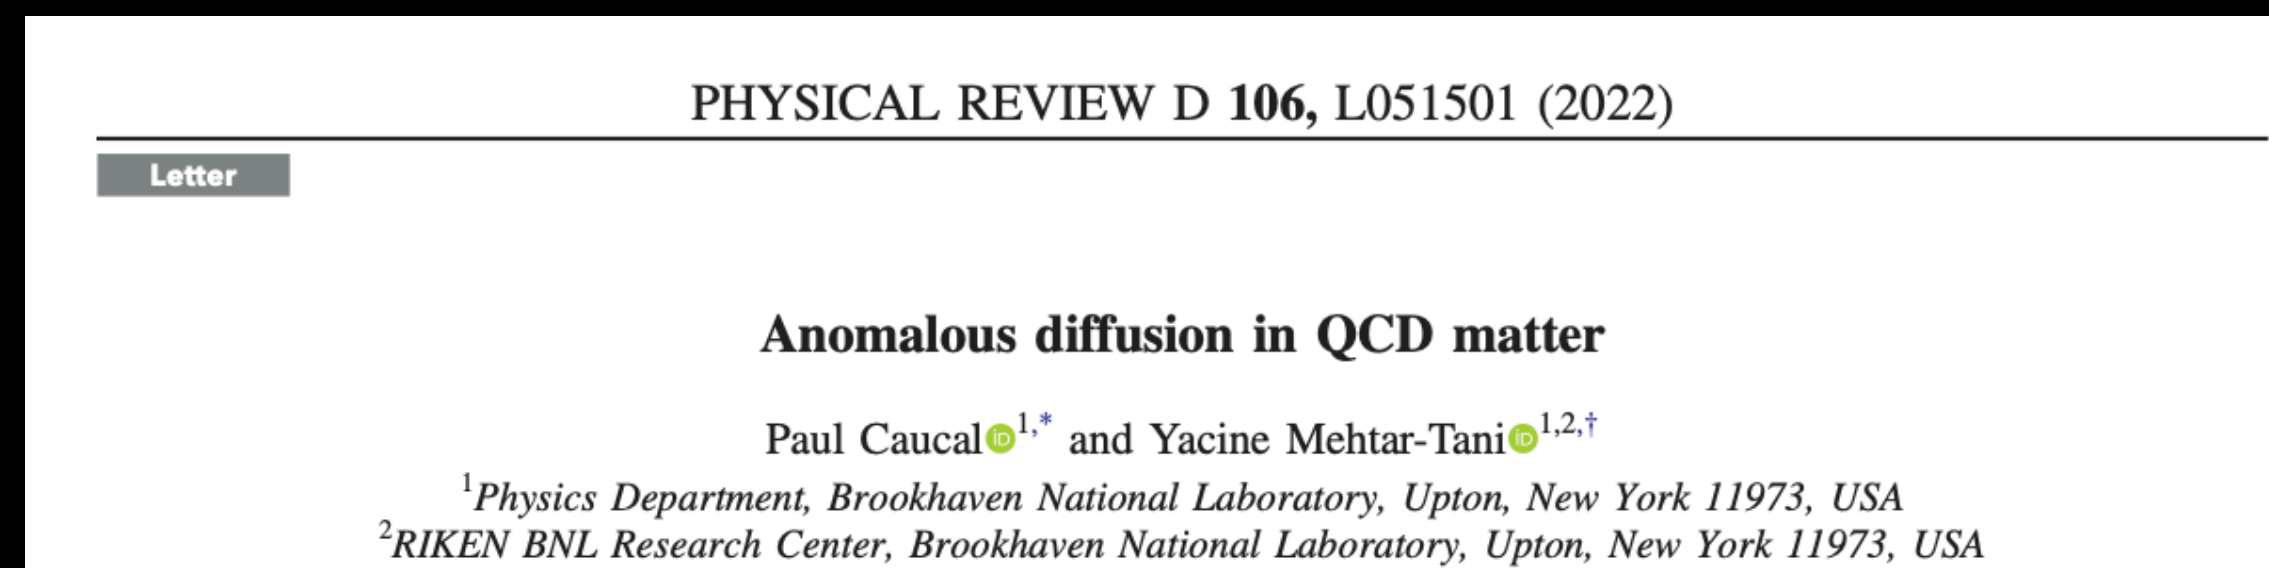 PHYSICAL REVIEW D 106, L051501 (2022)
Letter
Anomalous diffusion in QCD matter
Paul Caucal iD 1,* and Yacine Mehtar-Tani iD 1,2,†
1Physics Department, Brookhaven National Laboratory, Upton, New York 11973, USA
2RIKEN BNL Research Center, Brookhaven National Laboratory, Upton, New York 11973, USA